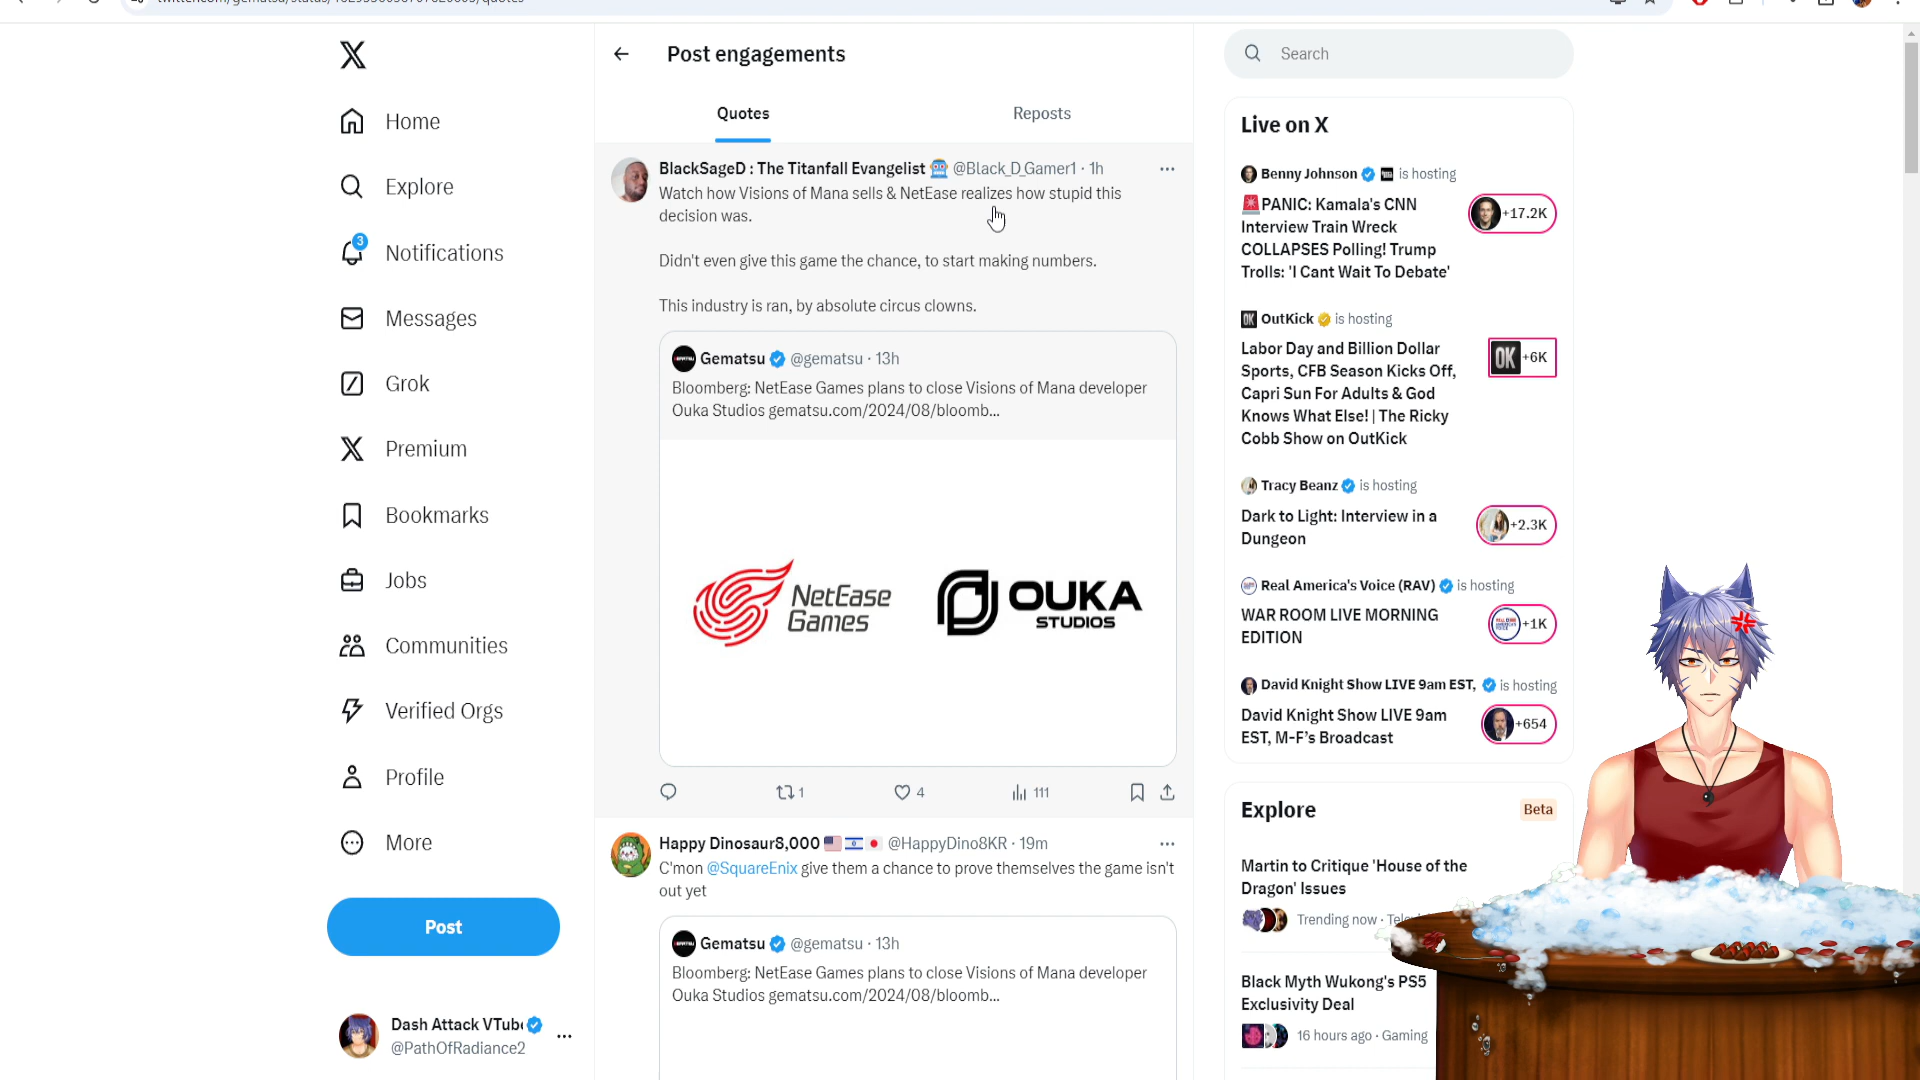 Post engagements
Quotes
Reposts
Home
Explore
3
Notifications
Messages
Grok
Premium
Bookmarks
Jobs
Communities
Verified Orgs
Profile
More
Post
Dash Attack VTub
@PathOfRadiance2
BlackSageD : The Titanfall Evangelist @Black_D_Gamer1 · 1h
Watch how Visions of Mana sells & NetEase realizes how stupid this
decision was.
Didn't even give this game the chance, to start making numbers.
This industry is ran, by absolute circus clowns.
Gematsu @gematsu · 13h
Bloomberg: NetEase Games plans to close Visions of Mana developer
Ouka Studios gematsu.com/2024/08/bloomb...
NetEase
Games
OUKA
STUDIOS
1
4
111
Happy Dinosaur8,000 @HappyDino8KR · 19m
C'mon @SquareEnix give them a chance to prove themselves the game isn't
out yet
Gematsu @gematsu · 13h
Bloomberg: NetEase Games plans to close Visions of Mana developer
Ouka Studios gematsu.com/2024/08/bloomb...
Search
Live on X
Benny Johnson is hosting
PANIC: Kamala's CNN
Interview Train Wreck
COLLAPSES Polling! Trump
Trolls: 'I Cant Wait To Debate'
+17.2K
OutKick is hosting
Labor Day and Billion Dollar
Sports, CFB Season Kicks Off,
Capri Sun For Adults & God
Knows What Else! | The Ricky
Cobb Show on OutKick
OK +6K
Tracy Beanz is hosting
Dark to Light: Interview in a
Dungeon
+2.3K
Real America's Voice (RAV) is hosting
WAR ROOM LIVE MORNING
EDITION
+1K
David Knight Show LIVE 9am EST, is hosting
David Knight Show LIVE 9am
EST, M-F's Broadcast
+654
Explore
Beta
Martin to Critique 'House of the
Dragon' Issues
Trending now ·
Black Myth Wukong's PS5
Exclusivity Deal
16 hours ago · Gaming